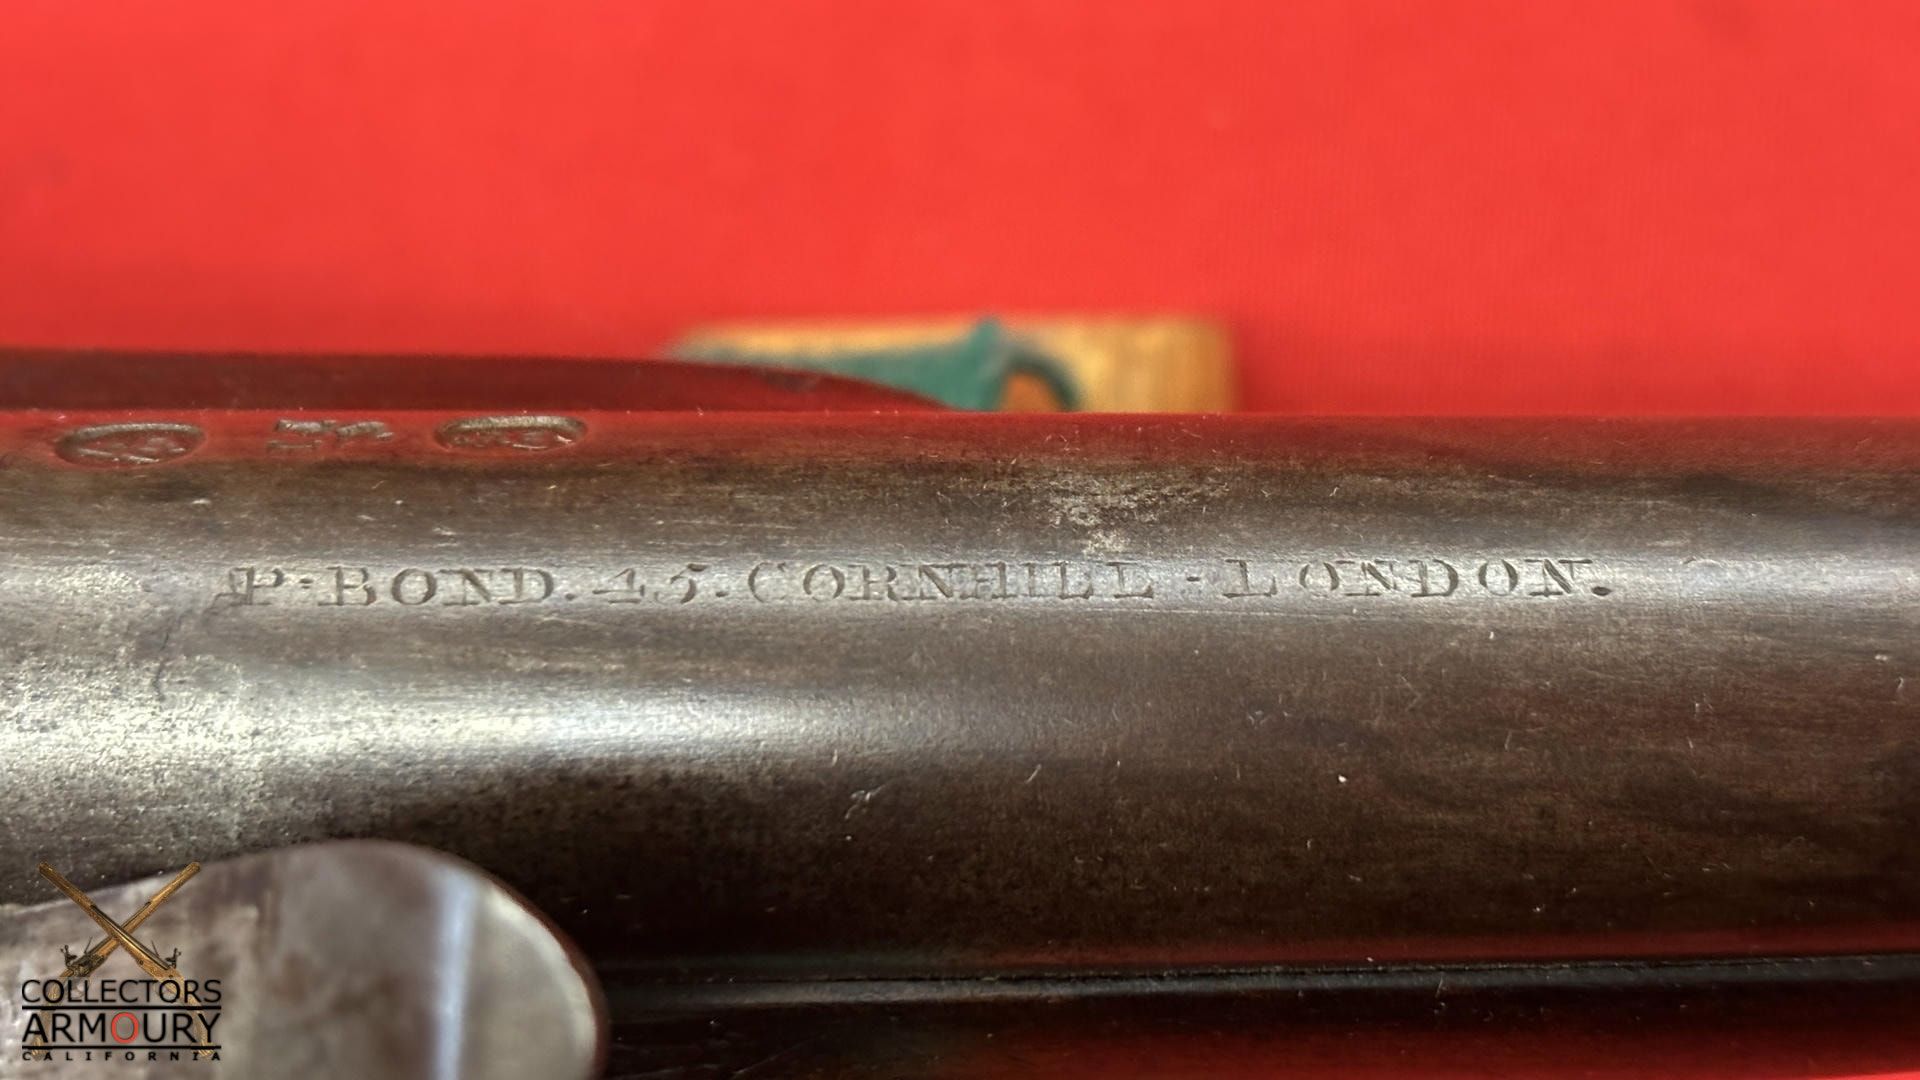 P·BOND. 45. CORNHILL - LONDON.
COLLECTORS
ARMOURY
CALIFORNIA